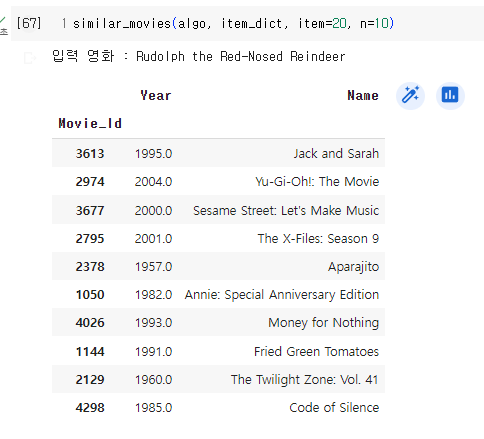 [67] 1 similar_movies(algo, item_dict, item=20, n=10)
초
입력 영화 : Rudolph the Red-Nosed Reindeer
Year Name
Movie_Id
3613 1995.0 Jack and Sarah
2974 2004.0 Yu-Gi-Oh!: The Movie
3677 2000.0 Sesame Street: Let's Make Music
2795 2001.0 The X-Files: Season 9
2378 1957.0 Aparajito
1050 1982.0 Annie: Special Anniversary Edition
4026 1993.0 Money for Nothing
1144 1991.0 Fried Green Tomatoes
2129 1960.0 The Twilight Zone: Vol. 41
4298 1985.0 Code of Silence